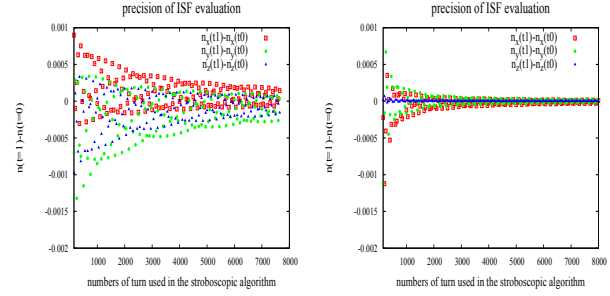 precision of ISF evaluation
0.001
0.0005
0
-0.0005
-0.001
-0.0015
-0.002
n(t= 1)-n(t=0)
n_x(t1)-n_x(t0)
n_y(t1)-n_y(t0)
n_z(t1)-n_z(t0)
1000 2000 3000 4000 5000 6000 7000 8000
numbers of turn used in the stroboscopic algorithm
precision of ISF evaluation
0.001
0.0005
0
-0.0005
-0.001
-0.0015
-0.002
n(t= 1)-n(t=0)
n_x(t1)-n_x(t0)
n_y(t1)-n_y(t0)
n_z(t1)-n_z(t0)
1000 2000 3000 4000 5000 6000 7000 8000
numbers of turn used in the stroboscopic algorithm